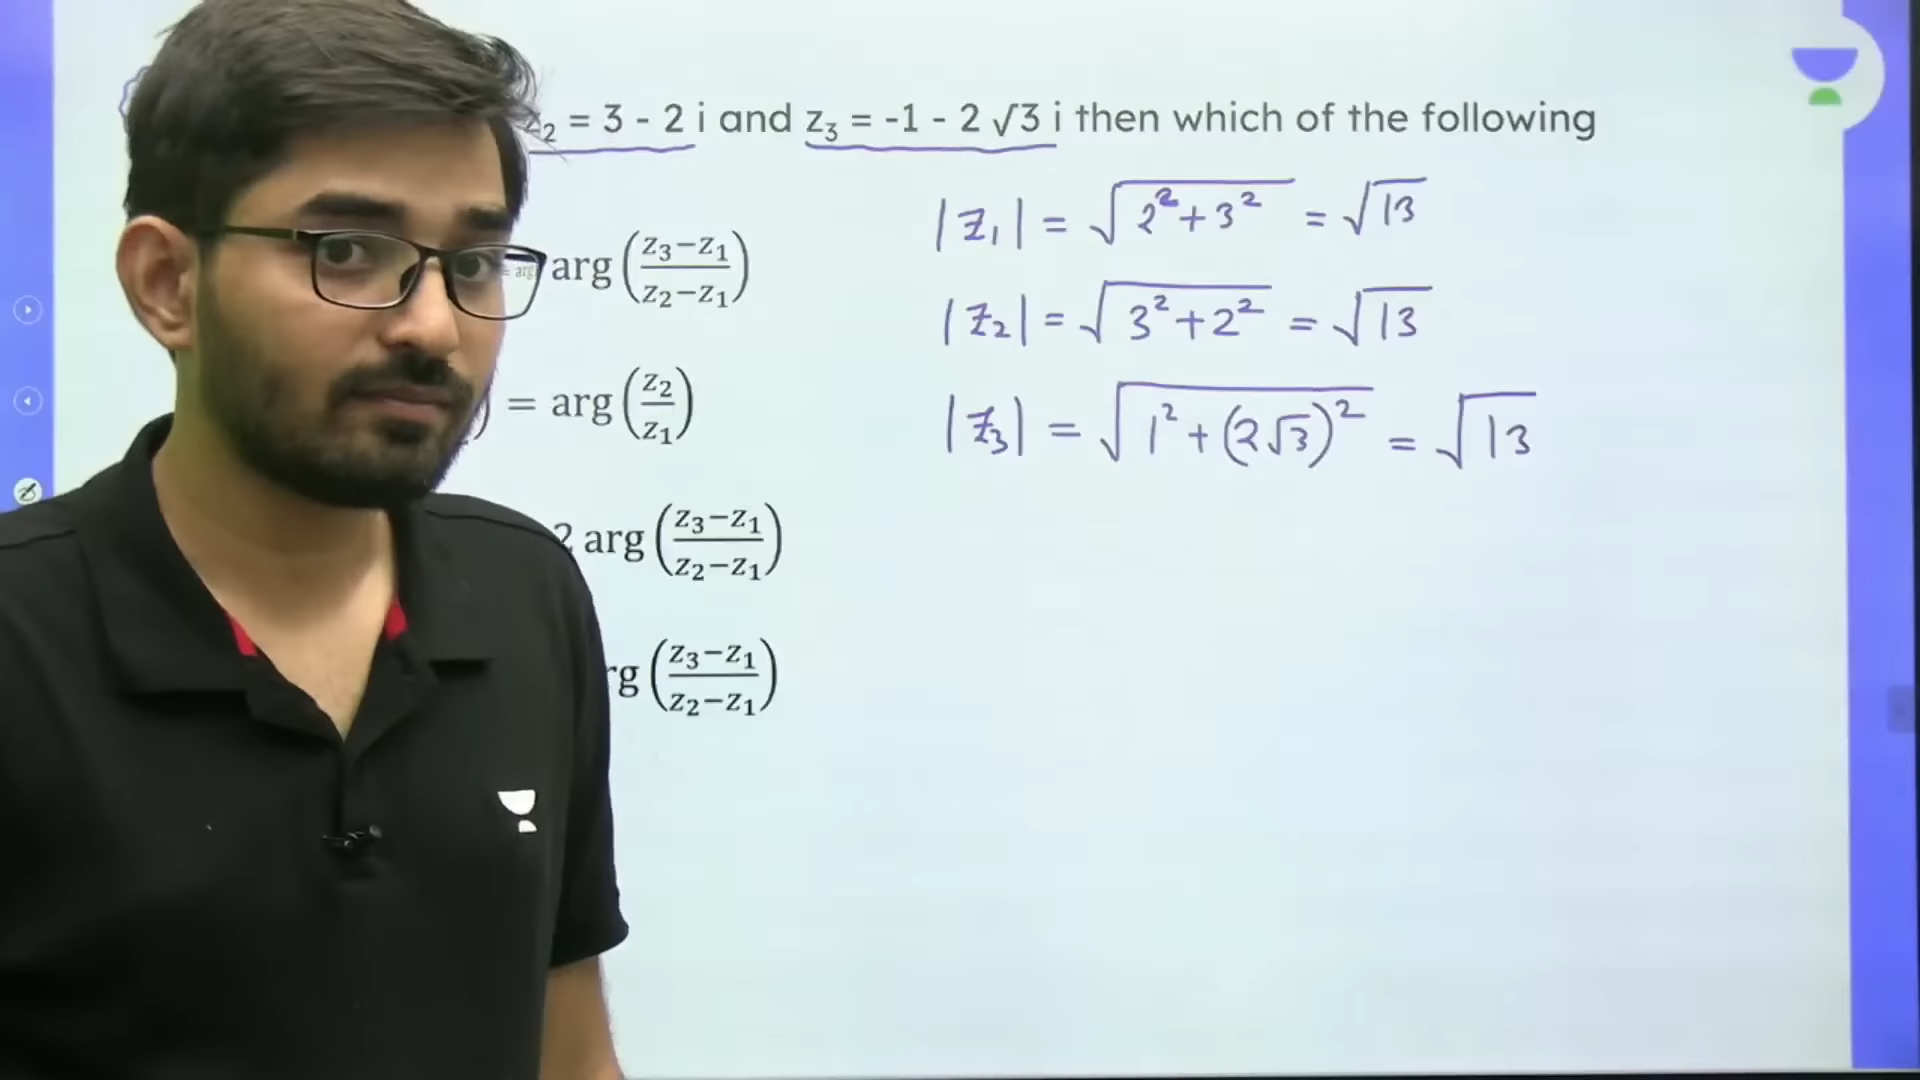 z₂ = 3 - 2 i and z₃ = -1 - 2 √3 i then which of the following
arg ((z₃−z₁)/(z₂−z₁))
) = arg (z₂/z₁)
2 arg ((z₃−z₁)/(z₂−z₁))
rg ((z₃−z₁)/(z₂−z₁))
|z₁| = √(2²+3²) = √13
|z₂| = √(3²+2²) = √13
|z₃| = √(1²+(2√3)²) = √13